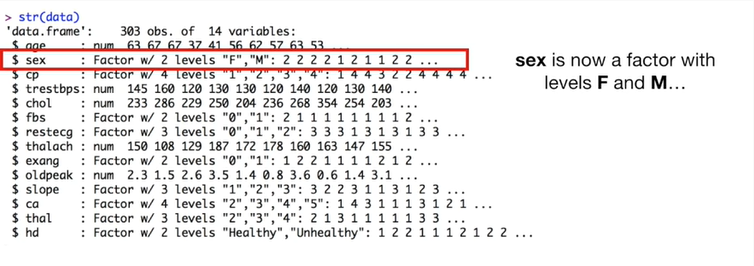 > str(data)
'data.frame': 303 obs. of 14 variables:
$ age : num 63 67 67 37 41 56 62 57 63 53 ...
$ sex : Factor w/ 2 levels "F","M": 2 2 2 2 1 2 1 1 2 2 ...
$ cp : Factor w/ 4 levels "1","2","3","4": 1 4 4 3 2 2 4 4 4 4 ...
$ trestbps: num 145 160 120 130 130 120 140 120 130 140 ...
$ chol : num 233 286 229 250 204 236 268 354 254 203 ...
$ fbs : Factor w/ 2 levels "0","1": 2 1 1 1 1 1 1 1 1 2 ...
$ restecg : Factor w/ 3 levels "0","1","2": 3 3 3 1 3 1 3 1 3 3 ...
$ thalach : num 150 108 129 187 172 178 160 163 147 155 ...
$ exang : Factor w/ 2 levels "0","1": 1 2 2 1 1 1 1 2 1 2 ...
$ oldpeak : num 2.3 1.5 2.6 3.5 1.4 0.8 3.6 0.6 1.4 3.1 ...
$ slope : Factor w/ 3 levels "1","2","3": 3 2 2 3 1 1 3 1 2 3 ...
$ ca : Factor w/ 4 levels "2","3","4","5": 1 4 3 1 1 1 3 1 2 1 ...
$ thal : Factor w/ 3 levels "2","3","4": 2 1 3 1 1 1 1 1 3 3 ...
$ hd : Factor w/ 2 levels "Healthy","Unhealthy": 1 2 2 1 1 1 2 1 2 2 ...
sex is now a factor with
levels F and M...